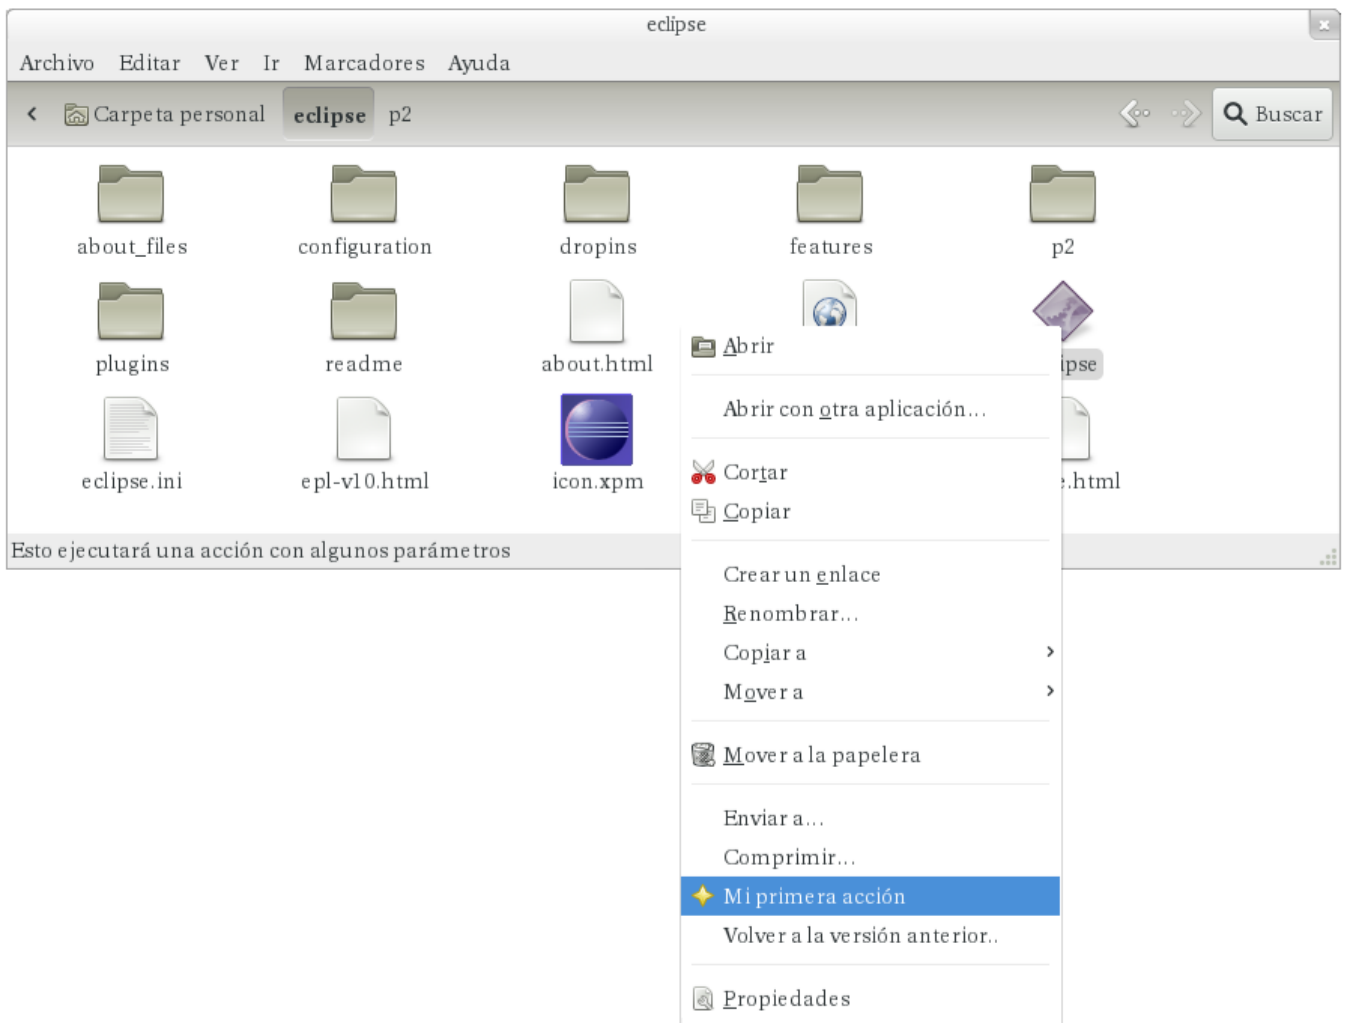 eclipse
Archivo Editar Ver Ir Marcadores Ayuda
Carpeta personal eclipse p2 Buscar
about_files configuration dropins features p2
plugins readme about.html ipse
eclipse.ini epl-v10.html icon.xpm .html
Esto ejecutará una acción con algunos parámetros
Abrir
Abrir con otra aplicación...
Cortar
Copiar
Crear un enlace
Renombrar...
Copiar a
Mover a
Mover a la papelera
Enviar a...
Comprimir...
Mi primera acción
Volver a la versión anterior..
Propiedades